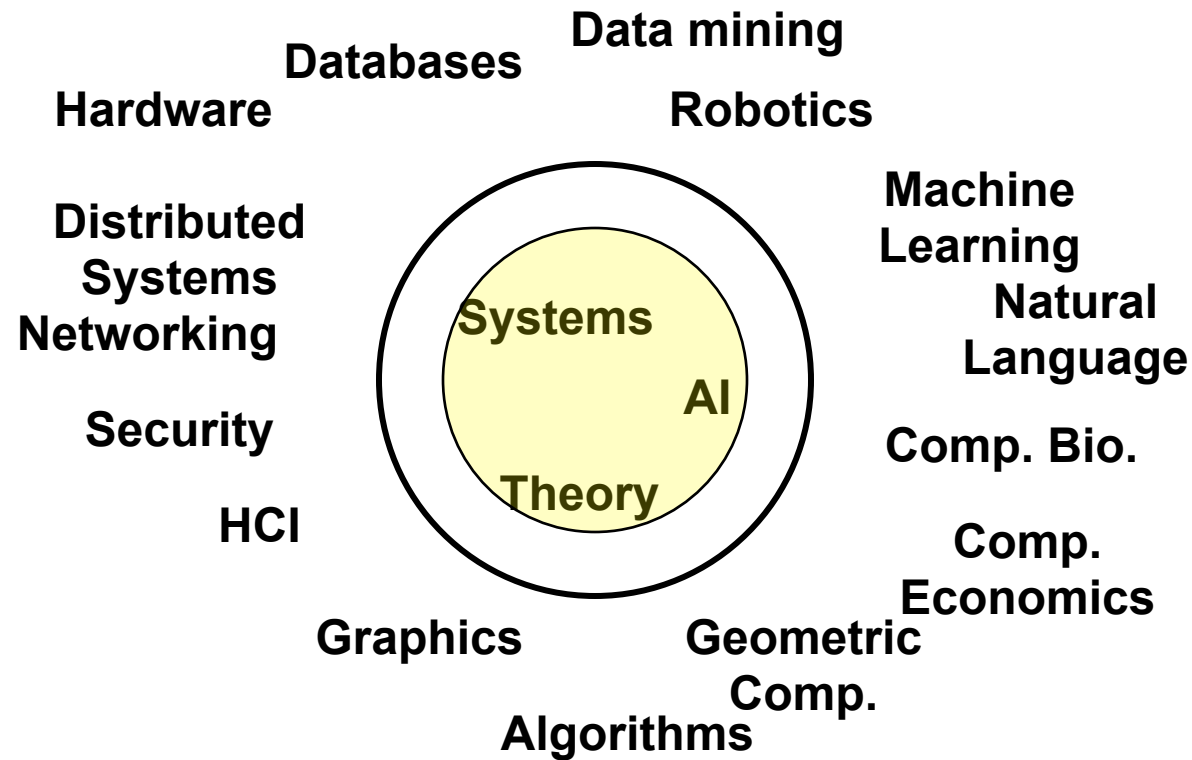 Data mining
Databases
Hardware
Robotics
Machine
Learning
Distributed
Systems
Networking
Natural
Language
Systems
AI
Security
Comp. Bio.
Theory
HCI
Comp.
Economics
Graphics
Geometric
Comp.
Algorithms